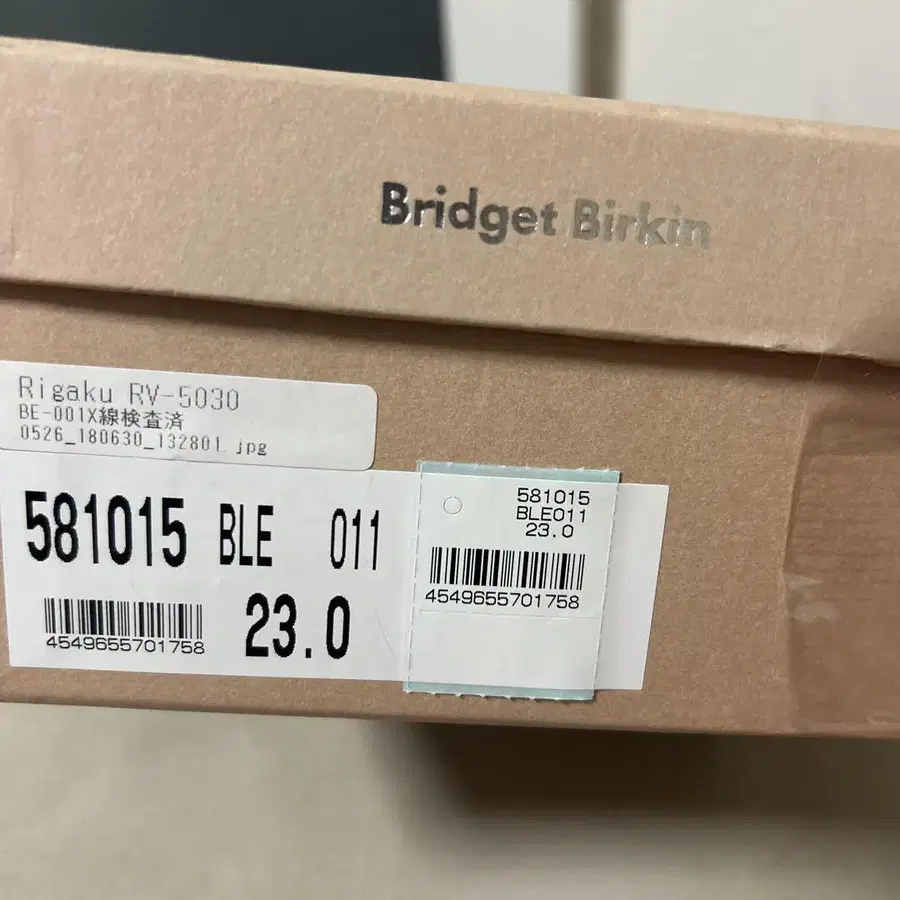 Bridget Birkin
Rigaku RV-5030
BE-001X線検査済
0526_180630_132801.jpg
581015 BLE 011
4549655701758
23.0
581015
BLE011
23.0
4549655701758